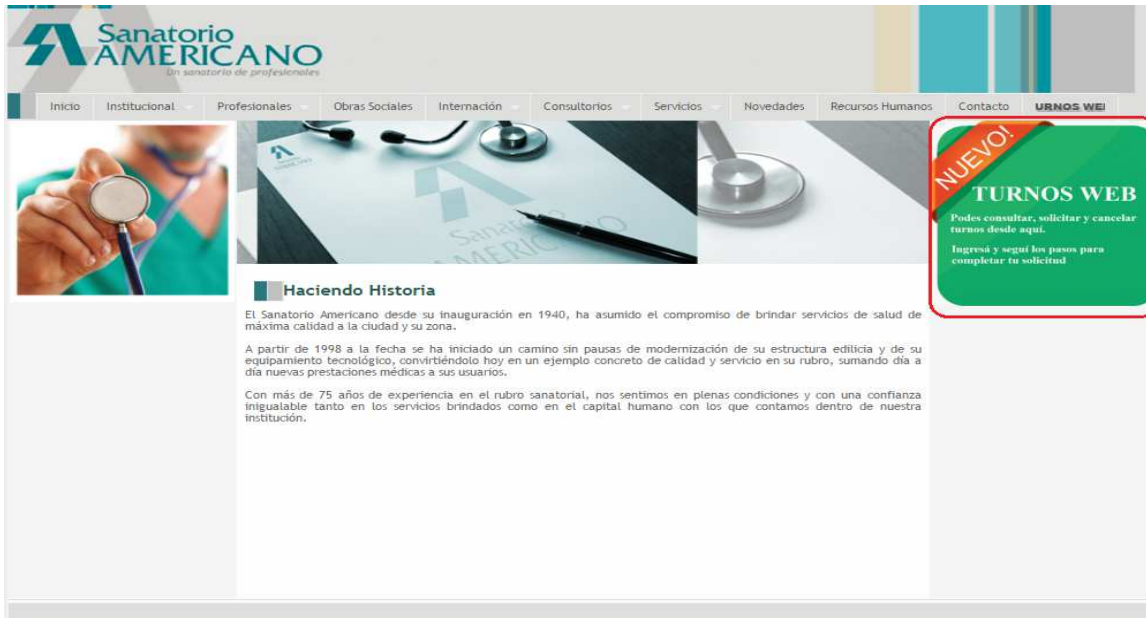 Sanatorio
AMERICANO
Un sanatorio de profesionales
Inicio Institucional Profesionales Obras Sociales Internación Consultorios Servicios Novedades Recursos Humanos Contacto URNOS WEI
NUEVO!
TURNOS WEB
Podes consultar, solicitar y cancelar
turnos desde aquí.
Ingresá y seguí los pasos para
completar tu solicitud
Sanatorio
AMERICANO
Haciendo Historia
El Sanatorio Americano desde su inauguración en 1940, ha asumido el compromiso de brindar servicios de salud de
máxima calidad a la ciudad y su zona.
A partir de 1998 a la fecha se ha iniciado un camino sin pausas de modernización de su estructura edilicia y de su
equipamiento tecnológico, convirtiéndolo hoy en un ejemplo concreto de calidad y servicio en su rubro, sumando día a
día nuevas prestaciones médicas a sus usuarios.
Con más de 75 años de experiencia en el rubro sanatorial, nos sentimos en plenas condiciones y con una confianza
inigualable tanto en los servicios brindados como en el capital humano con los que contamos dentro de nuestra
institución.